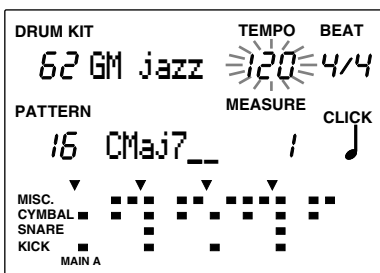 DRUM KIT TEMPO BEAT
62 GM jazz 120 4/4
PATTERN MEASURE CLICK
16 CMaj7__ 1
MISC.
CYMBAL
SNARE
KICK
MAIN A